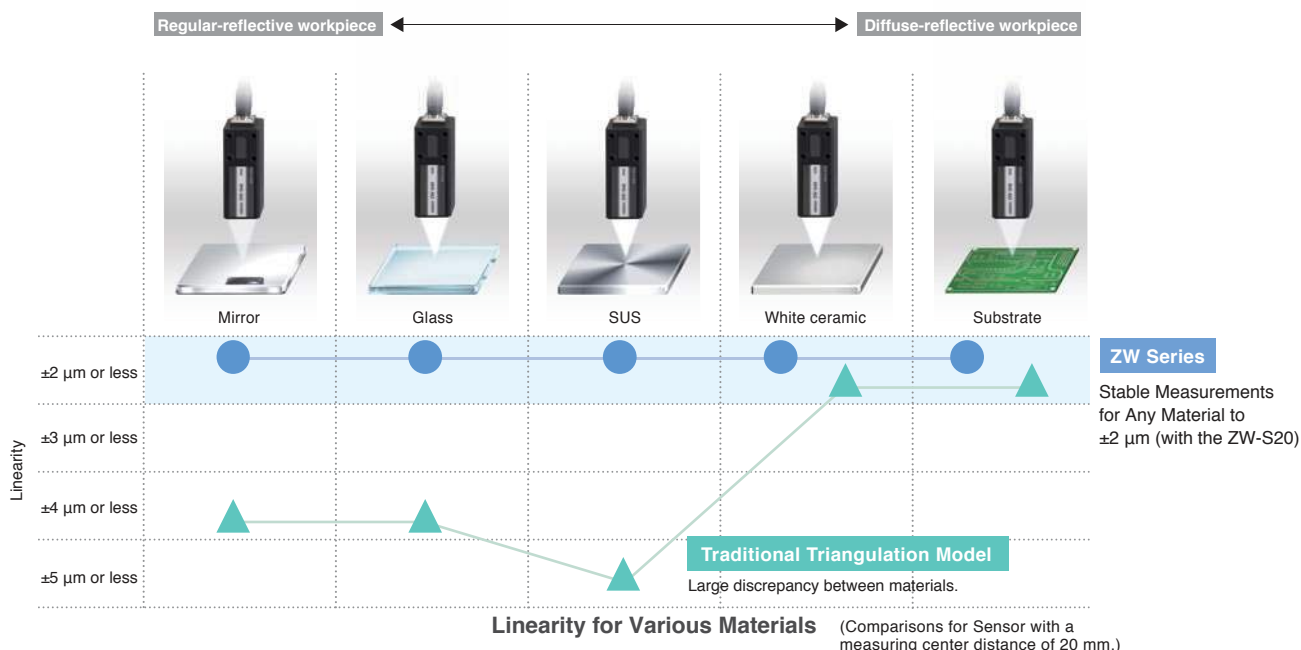 Regular-reflective workpiece
Diffuse-reflective workpiece
Mirror
Glass
SUS
White ceramic
Substrate
Linearity
±2 µm or less
±3 µm or less
±4 µm or less
±5 µm or less
ZW Series
Stable Measurements
for Any Material to
±2 µm (with the ZW-S20)
Traditional Triangulation Model
Large discrepancy between materials.
Linearity for Various Materials
(Comparisons for Sensor with a
measuring center distance of 20 mm.)